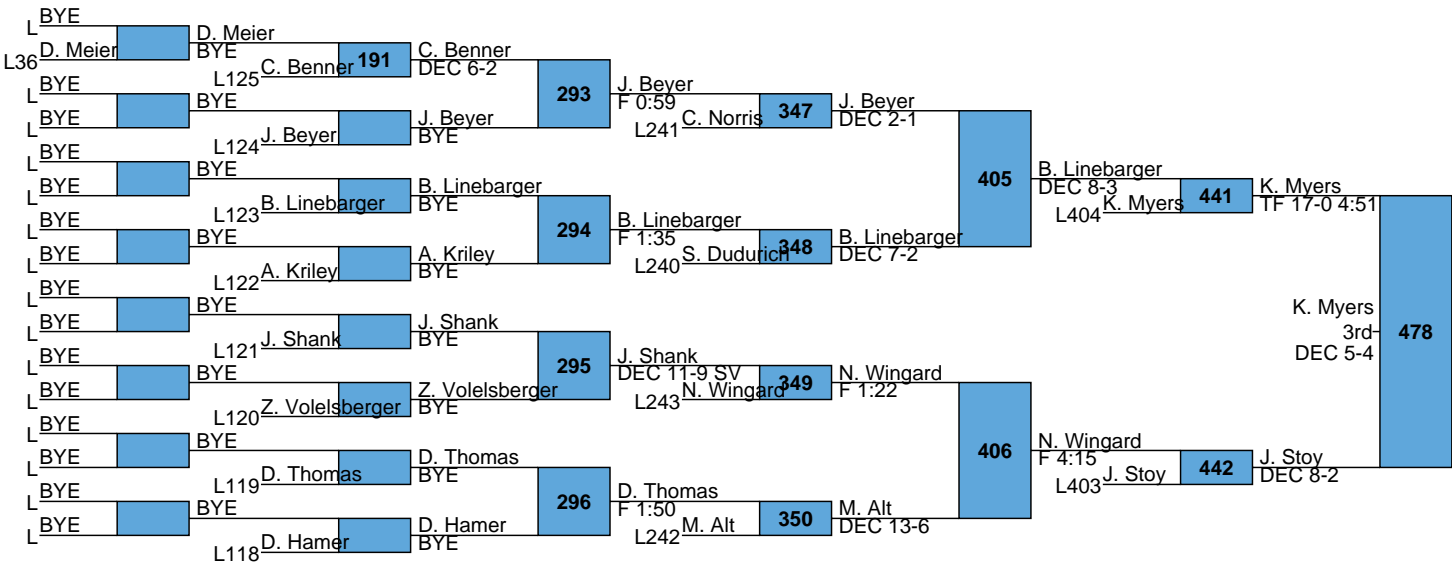 BYE
L
D. Meier
L36
BYE
L
BYE
L
BYE
L
BYE
L
BYE
L
BYE
L
BYE
L
BYE
L
BYE
L
BYE
L
BYE
L
BYE
L
BYE
L
BYE
L
D. Meier
BYE
C. Benner
L125
BYE
J. Beyer
L124
BYE
B. Linebarger
L123
BYE
A. Kriley
L122
BYE
J. Shank
L121
BYE
Z. Volelsberger
L120
BYE
D. Thomas
L119
BYE
D. Hamer
L118
191
C. Benner
DEC 6-2
J. Beyer
BYE
B. Linebarger
BYE
A. Kriley
BYE
J. Shank
BYE
Z. Volelsberger
BYE
D. Thomas
BYE
D. Hamer
BYE
293
294
295
296
J. Beyer
F 0:59
C. Norris
L241
B. Linebarger
F 1:35
S. Dudurich
L240
J. Shank
DEC 11-9 SV
N. Wingard
L243
D. Thomas
F 1:50
M. Alt
L242
347
348
349
350
J. Beyer
DEC 2-1
B. Linebarger
DEC 7-2
N. Wingard
F 1:22
M. Alt
DEC 13-6
405
406
B. Linebarger
DEC 8-3
K. Myers
L404
N. Wingard
F 4:15
J. Stoy
L403
441
442
K. Myers
TF 17-0 4:51
J. Stoy
DEC 8-2
K. Myers
3rd
DEC 5-4
478